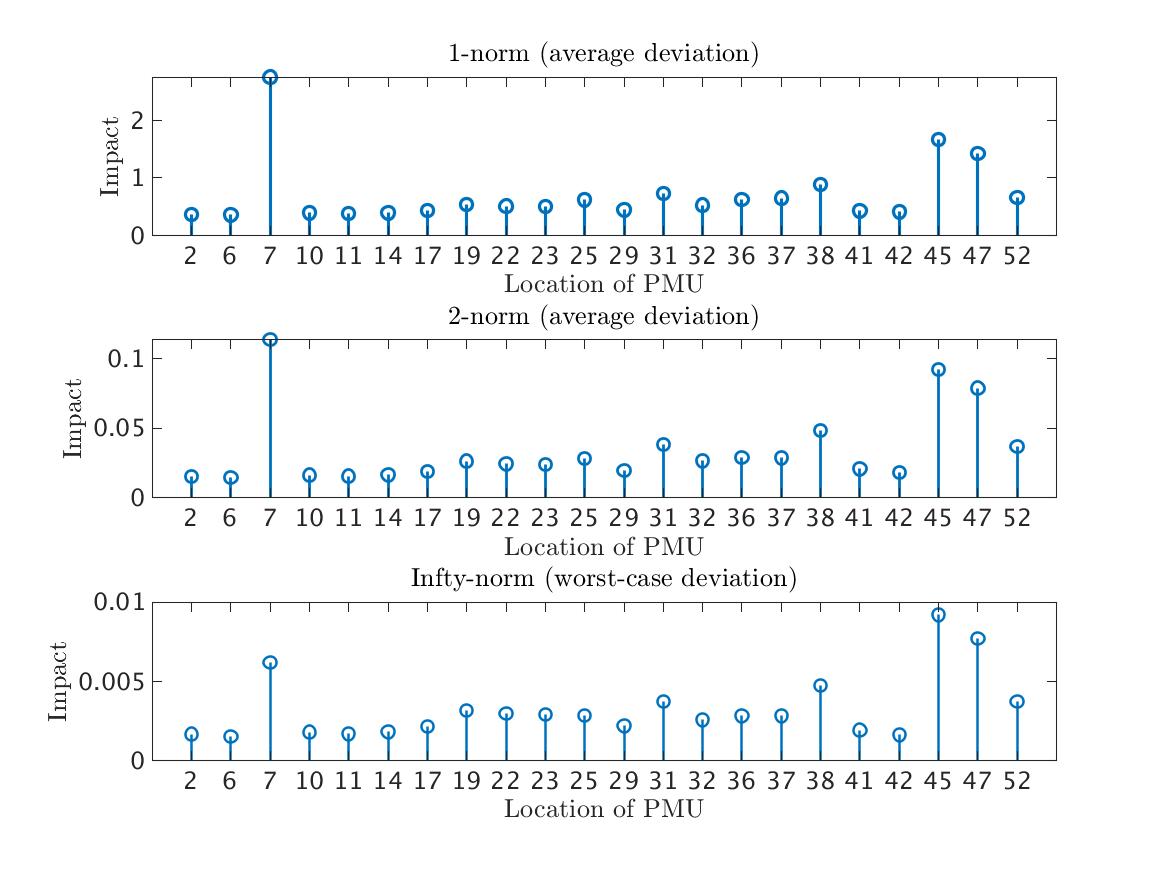 1-norm (average deviation)
Impact
2
1
0
2 6 7 10 11 14 17 19 22 23 25 29 31 32 36 37 38 41 42 45 47 52
Location of PMU
2-norm (average deviation)
Impact
0.1
0.05
0
2 6 7 10 11 14 17 19 22 23 25 29 31 32 36 37 38 41 42 45 47 52
Location of PMU
Infty-norm (worst-case deviation)
Impact
0.01
0.005
0
2 6 7 10 11 14 17 19 22 23 25 29 31 32 36 37 38 41 42 45 47 52
Location of PMU